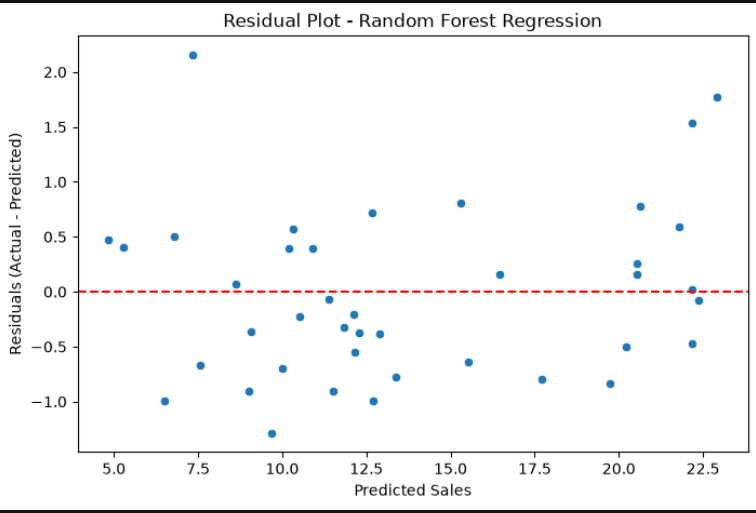 Residual Plot - Random Forest Regression
2.0
1.5
1.0
0.5
0.0
−0.5
−1.0
Residuals (Actual - Predicted)
5.0 7.5 10.0 12.5 15.0 17.5 20.0 22.5
Predicted Sales